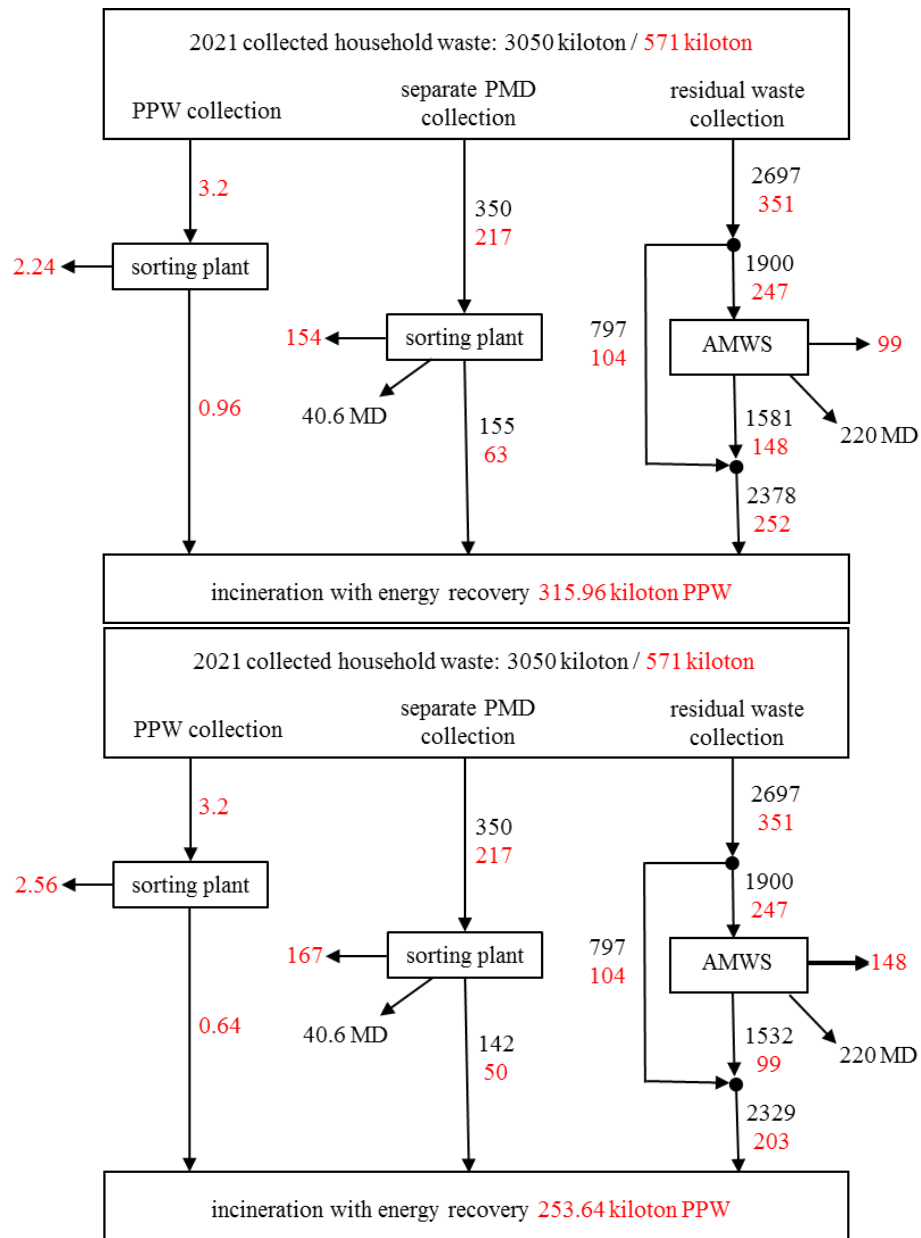 2021 collected household waste: 3050 kiloton / 571 kiloton
PPW collection
separate PMD
collection
residual waste
collection
3.2
350
217
2697
351
2.24
sorting plant
1900
247
797
104
154
sorting plant
AMWS
99
0.96
40.6 MD
155
63
1581
148
220 MD
2378
252
incineration with energy recovery 315.96 kiloton PPW
2021 collected household waste: 3050 kiloton / 571 kiloton
PPW collection
separate PMD
collection
residual waste
collection
3.2
350
217
2697
351
2.56
sorting plant
1900
247
797
104
167
sorting plant
AMWS
148
0.64
40.6 MD
142
50
1532
99
220 MD
2329
203
incineration with energy recovery 253.64 kiloton PPW